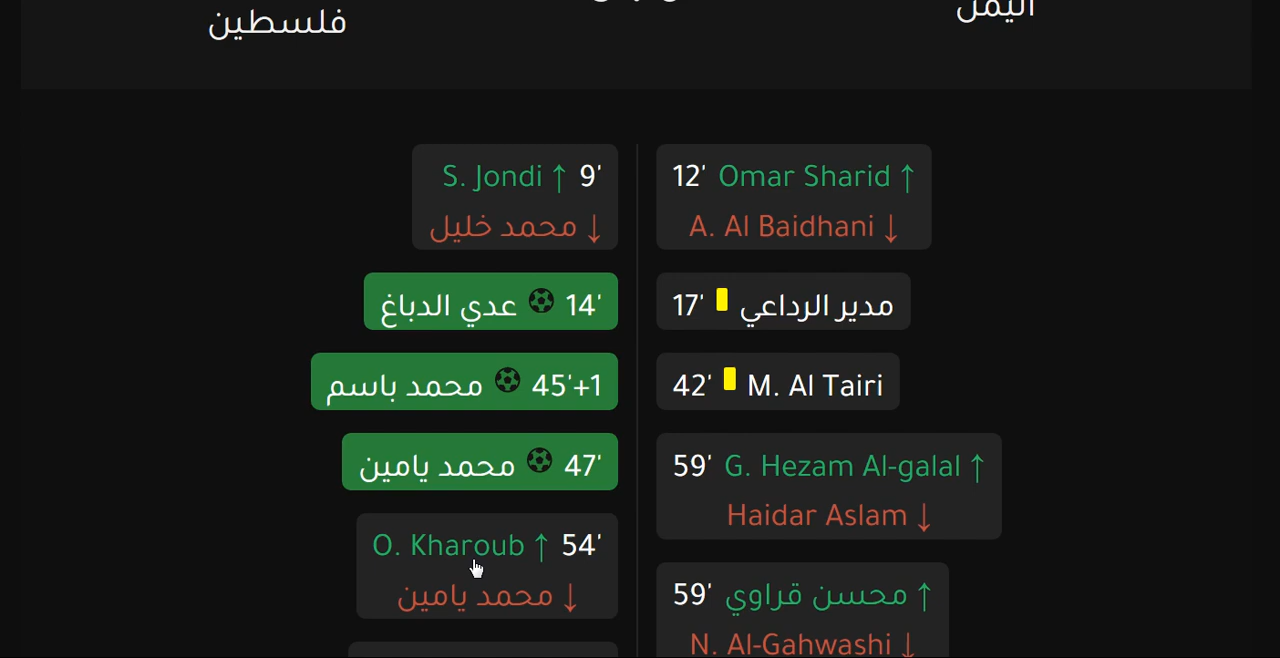 اليمن
فلسطين
S. Jondi ↑ 9'
محمد خليل ↓
12' Omar Sharid ↑
A. Al Baidhani ↓
عدي الدباغ 14'
17' مدير الرداعي
محمد باسم 45'+1
42' M. Al Tairi
محمد يامين 47'
59' G. Hezam Al-galal ↑
Haidar Aslam ↓
O. Kharoub ↑ 54'
محمد يامين ↓
59' محسن قراوي ↑
N. Al-Gahwashi ↓